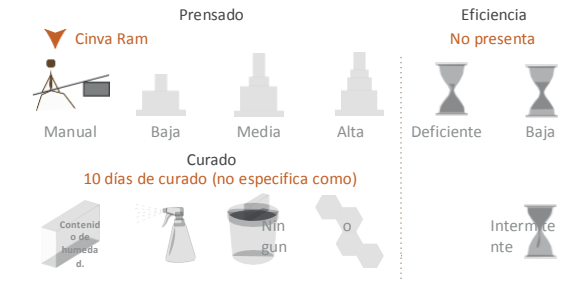 Prensado
Eficiencia
Cinva Ram
No presenta
Manual
Baja
Media
Alta
Deficiente
Baja
Curado
10 días de curado (no especifica como)
Contenid
o de
humeda
d.
Nin
gun
o
Intermite
nte